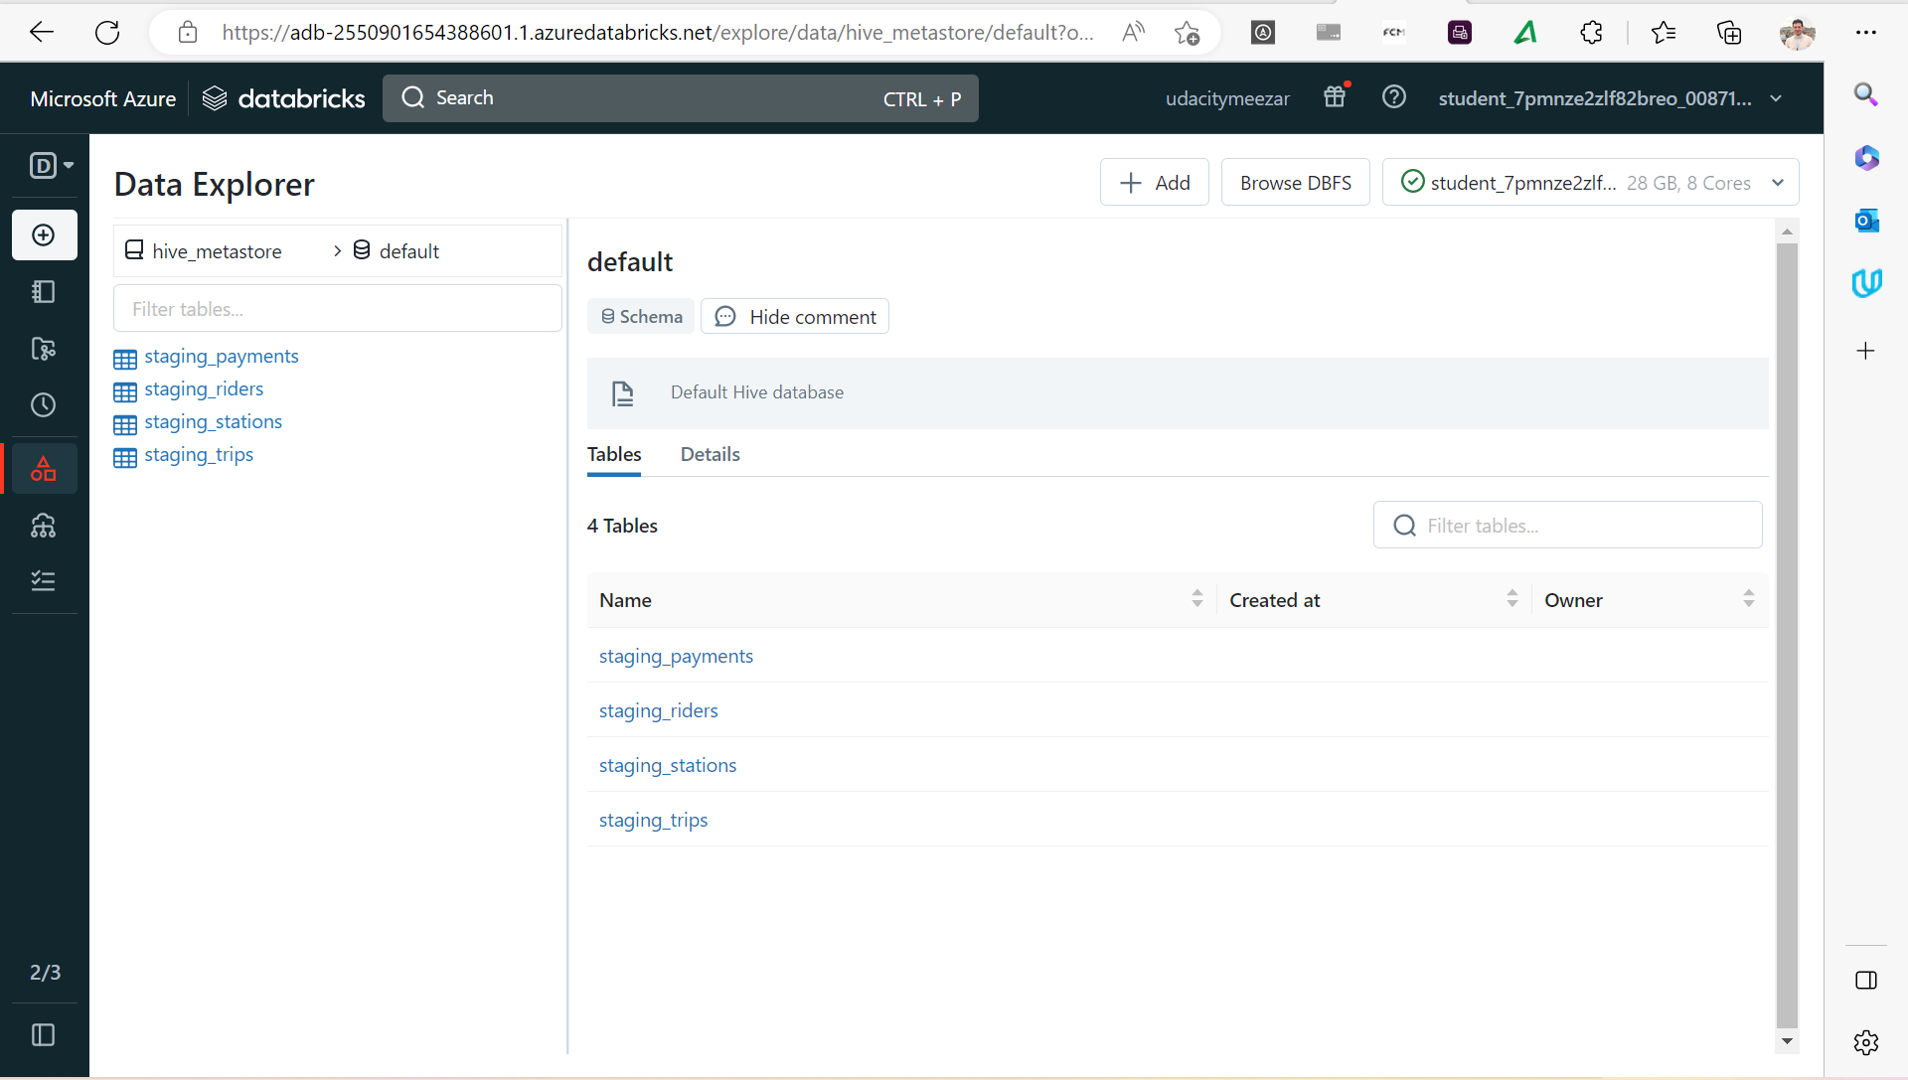 https://adb-2550901654388601.1.azuredatabricks.net/explore/data/hive_metastore/default?o...
FCM
Microsoft Azure
databricks
Search
CTRL + P
udacitymeezar
student_7pmnze2zlf82breo_00871...
D
Data Explorer
Add
Browse DBFS
student_7pmnze2zlf... 28 GB, 8 Cores
hive_metastore
default
Filter tables...
staging_payments
staging_riders
staging_stations
staging_trips
default
Schema
Hide comment
Default Hive database
Tables
Details
4 Tables
Filter tables...
Name
Created at
Owner
staging_payments
staging_riders
staging_stations
staging_trips
2/3